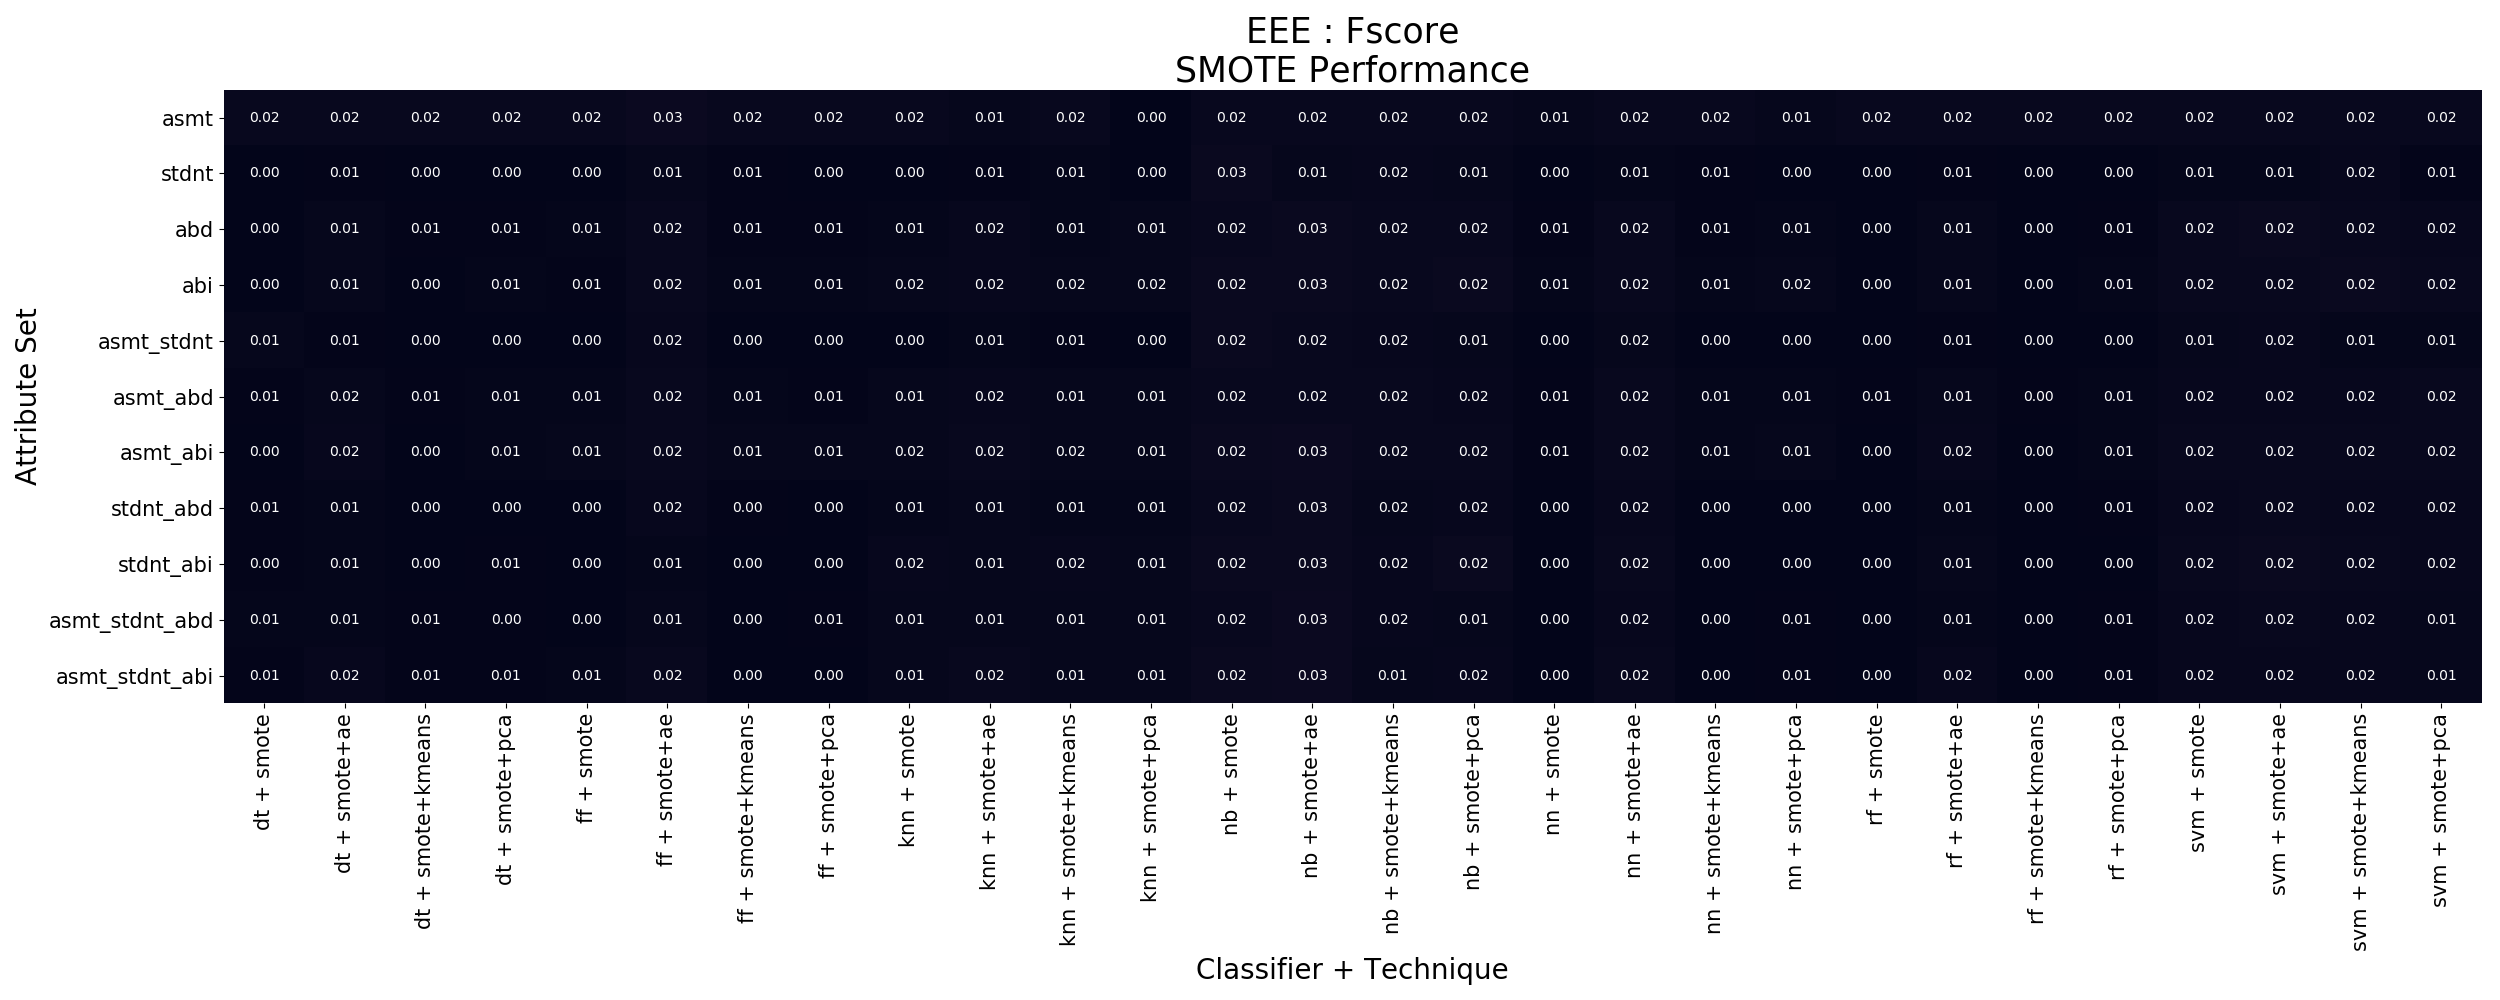 EEE : Fscore
SMOTE Performance
Attribute Set
asmt 0.02 0.02 0.02 0.02 0.02 0.03 0.02 0.02 0.02 0.01 0.02 0.00 0.02 0.02 0.02 0.02 0.01 0.02 0.02 0.01 0.02 0.02 0.02 0.02 0.02 0.02 0.02 0.02
stdnt 0.00 0.01 0.00 0.00 0.00 0.01 0.01 0.00 0.00 0.01 0.01 0.00 0.03 0.01 0.02 0.01 0.00 0.01 0.01 0.00 0.00 0.01 0.00 0.00 0.01 0.01 0.02 0.01
abd 0.00 0.01 0.01 0.01 0.01 0.02 0.01 0.01 0.01 0.02 0.01 0.01 0.02 0.03 0.02 0.02 0.01 0.02 0.01 0.01 0.00 0.01 0.00 0.01 0.02 0.02 0.02 0.02
abi 0.00 0.01 0.00 0.01 0.01 0.02 0.01 0.01 0.02 0.02 0.02 0.02 0.02 0.03 0.02 0.02 0.01 0.02 0.01 0.02 0.00 0.01 0.00 0.01 0.02 0.02 0.02 0.02
asmt_stdnt 0.01 0.01 0.00 0.00 0.00 0.02 0.00 0.00 0.00 0.01 0.01 0.00 0.02 0.02 0.02 0.01 0.00 0.02 0.00 0.00 0.00 0.01 0.00 0.00 0.01 0.02 0.01 0.01
asmt_abd 0.01 0.02 0.01 0.01 0.01 0.02 0.01 0.01 0.01 0.02 0.01 0.01 0.02 0.02 0.02 0.02 0.01 0.02 0.01 0.01 0.01 0.01 0.00 0.01 0.02 0.02 0.02 0.02
asmt_abi 0.00 0.02 0.00 0.01 0.01 0.02 0.01 0.01 0.02 0.02 0.02 0.01 0.02 0.03 0.02 0.02 0.01 0.02 0.01 0.01 0.00 0.02 0.00 0.01 0.02 0.02 0.02 0.02
stdnt_abd 0.01 0.01 0.00 0.00 0.00 0.02 0.00 0.00 0.01 0.01 0.01 0.01 0.02 0.03 0.02 0.02 0.00 0.02 0.00 0.00 0.00 0.01 0.00 0.01 0.02 0.02 0.02 0.02
stdnt_abi 0.00 0.01 0.00 0.01 0.00 0.01 0.00 0.00 0.02 0.01 0.02 0.01 0.02 0.03 0.02 0.02 0.00 0.02 0.00 0.00 0.00 0.01 0.00 0.00 0.02 0.02 0.02 0.02
asmt_stdnt_abd 0.01 0.01 0.01 0.00 0.00 0.01 0.00 0.01 0.01 0.01 0.01 0.01 0.02 0.03 0.02 0.01 0.00 0.02 0.00 0.01 0.00 0.01 0.00 0.01 0.02 0.02 0.02 0.01
asmt_stdnt_abi 0.01 0.02 0.01 0.01 0.01 0.02 0.00 0.00 0.01 0.02 0.01 0.01 0.02 0.03 0.01 0.02 0.00 0.02 0.00 0.01 0.00 0.02 0.00 0.01 0.02 0.02 0.02 0.01
dt + smote
dt + smote+ae
dt + smote+kmeans
dt + smote+pca
ff + smote
ff + smote+ae
ff + smote+kmeans
ff + smote+pca
knn + smote
knn + smote+ae
knn + smote+kmeans
knn + smote+pca
nb + smote
nb + smote+ae
nb + smote+kmeans
nb + smote+pca
nn + smote
nn + smote+ae
nn + smote+kmeans
nn + smote+pca
rf + smote
rf + smote+ae
rf + smote+kmeans
rf + smote+pca
svm + smote
svm + smote+ae
svm + smote+kmeans
svm + smote+pca
Classifier + Technique